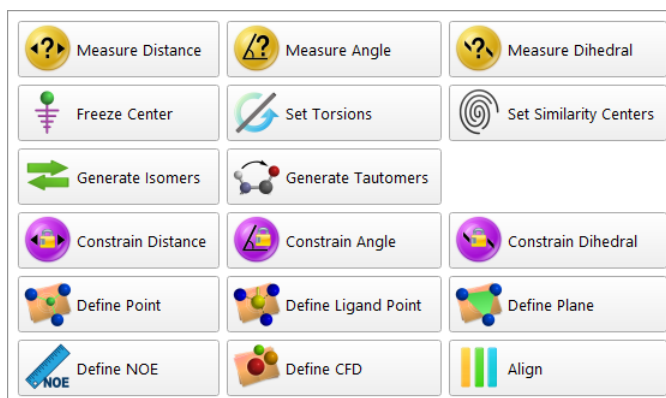 Measure Distance
Measure Angle
Measure Dihedral
Freeze Center
Set Torsions
Set Similarity Centers
Generate Isomers
Generate Tautomers
Constrain Distance
Constrain Angle
Constrain Dihedral
Define Point
Define Ligand Point
Define Plane
NOE
Define NOE
Define CFD
Align